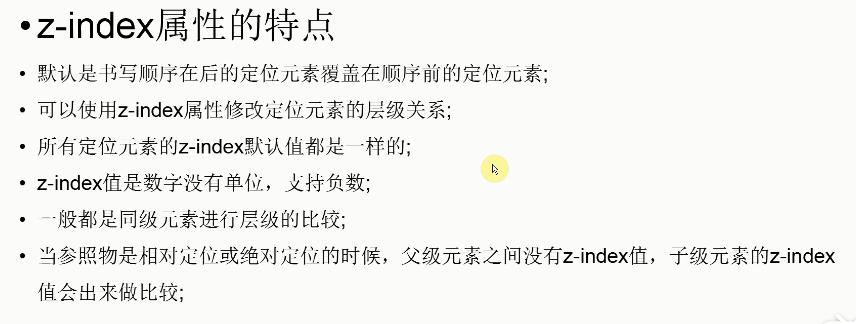 •z-index属性的特点
• 默认是书写顺序在后的定位元素覆盖在顺序前的定位元素;
• 可以使用z-index属性修改定位元素的层级关系;
• 所有定位元素的z-index默认值都是一样的;
• z-index值是数字没有单位，支持负数;
• 一般都是同级元素进行层级的比较;
• 当参照物是相对定位或绝对定位的时候，父级元素之间没有z-index值，子级元素的z-index
值会出来做比较;